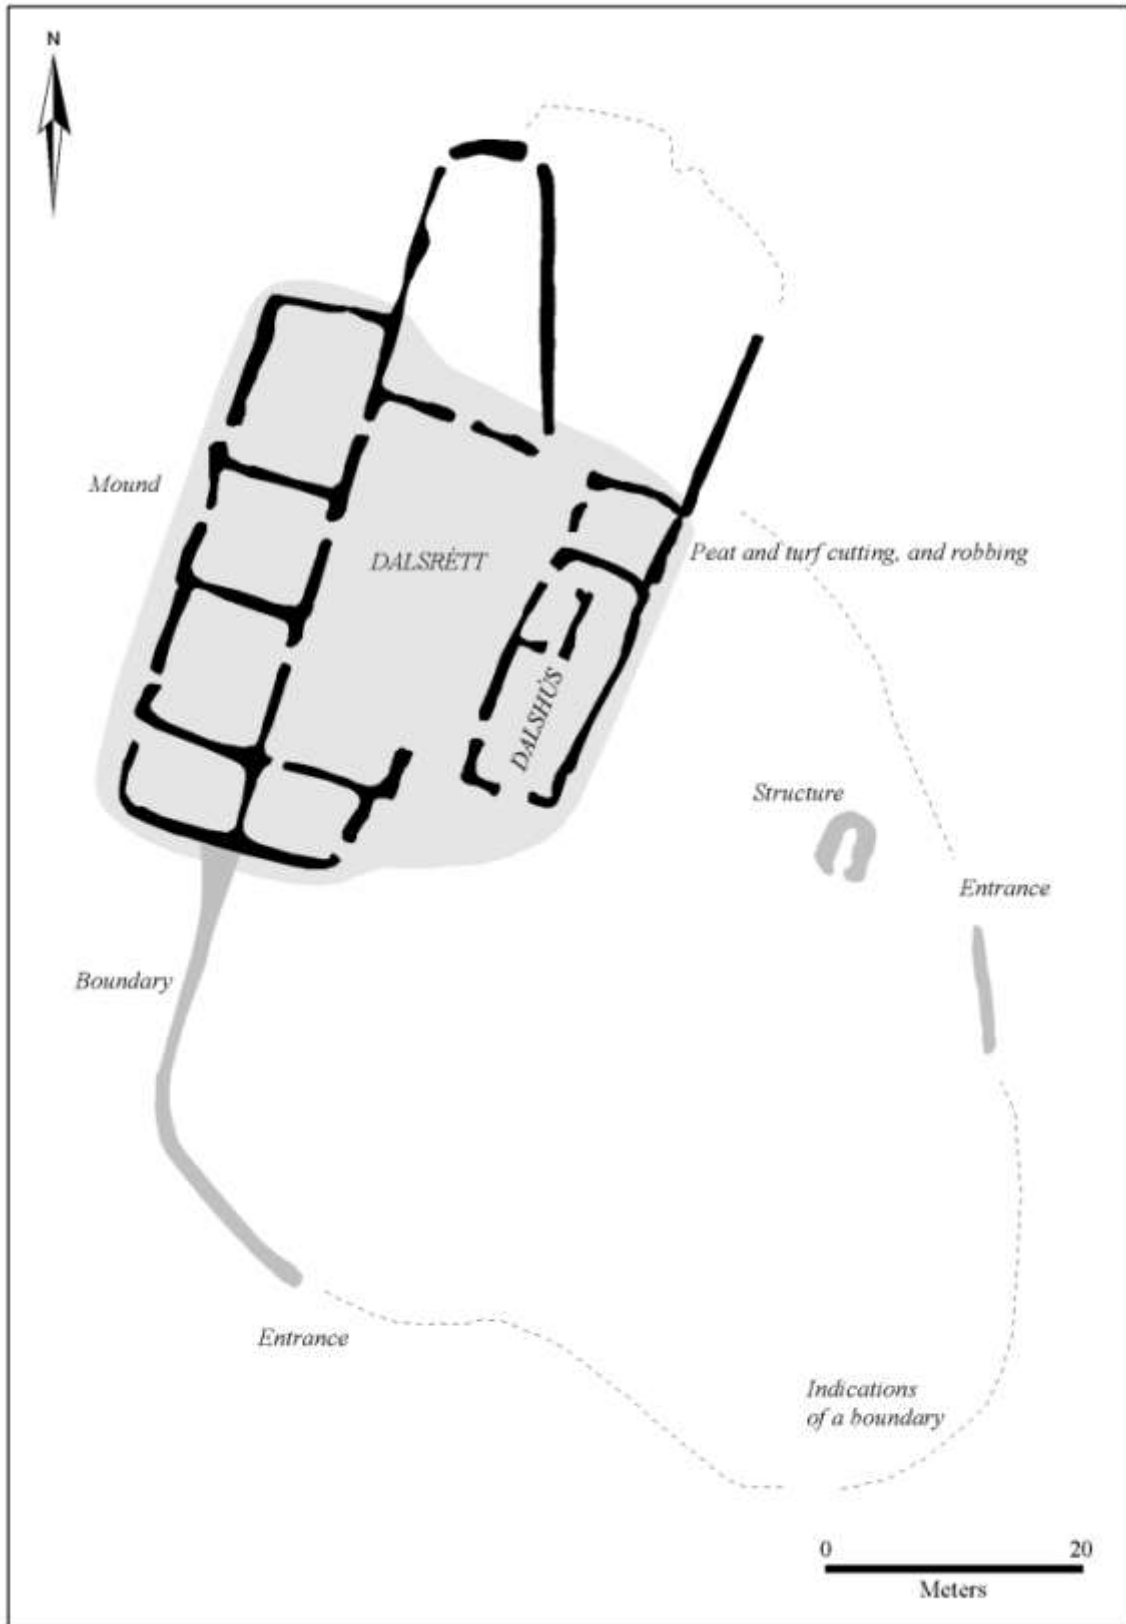 N
Mound
DALSRÉTT
Peat and turf cutting, and robbing
DALSHÚS
Structure
Entrance
Boundary
Entrance
Indications
of a boundary
0 20
Meters